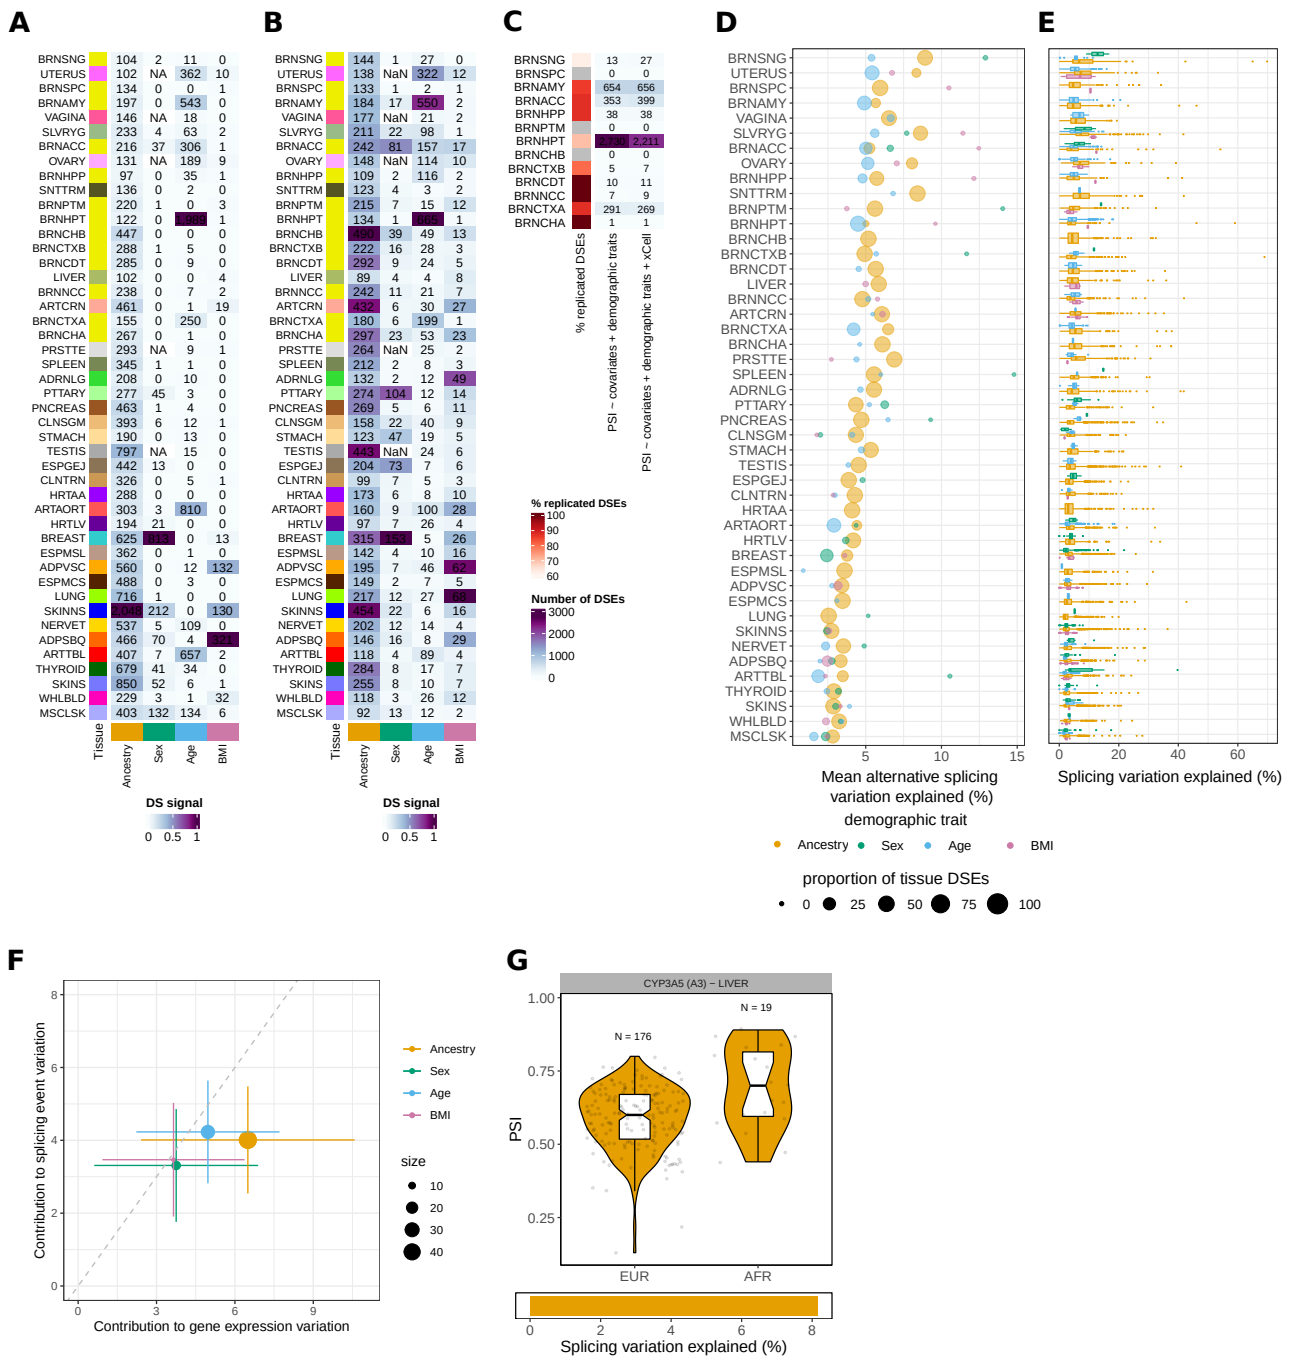 A
BRNSNG 104 2 11 0
UTERUS 102 NA 362 10
BRNSPC 134 0 0 1
BRNAMY 197 0 543 0
VAGINA 146 NA 18 0
SLVRYG 233 4 63 2
BRNACC 216 37 306 1
OVARY 131 NA 189 9
BRNHPP 97 0 35 1
SNTTRM 136 0 2 0
BRNPTM 220 1 0 3
BRNHPT 122 0 1,989 1
BRNCHB 447 0 0 0
BRNCTXB 288 1 5 0
BRNCDT 285 0 9 0
LIVER 102 0 0 4
BRNNCC 238 0 7 2
ARTCRN 461 0 1 19
BRNCTXA 155 0 250 0
BRNCHA 267 0 1 0
PRSTTE 293 NA 9 1
SPLEEN 345 1 1 0
ADRNLG 208 0 10 0
PTTARY 277 45 3 0
PNCREAS 463 1 4 0
CLNSGM 393 6 12 1
STMACH 190 0 13 0
TESTIS 797 NA 15 0
ESPGEJ 442 13 0 0
CLNTRN 326 0 5 1
HRTAA 288 0 0 0
ARTAORT 303 3 810 0
HRTLV 194 21 0 0
BREAST 625 813 0 13
ESPMSL 362 0 1 0
ADPVSC 560 0 12 132
ESPMCS 488 0 3 0
LUNG 716 1 0 0
SKINNS 2,048 212 0 130
NERVET 202 5 109 0
ADPSBQ 466 70 4 321
ARTTBL 407 7 657 2
THYROID 679 41 34 0
SKINS 850 52 6 1
WHLBLD 229 3 1 32
MSCLSK 403 132 134 6
Tissue Ancestry Sex Age BMI
DS signal
0 0.5 1
B
BRNSNG 144 1 27 0
UTERUS 138 NaN 322 12
BRNSPC 133 1 2 1
BRNAMY 184 17 550 2
VAGINA 177 NaN 21 2
SLVRYG 211 22 98 1
BRNACC 242 81 157 17
OVARY 148 NaN 114 10
BRNHPP 109 2 116 2
SNTTRM 123 4 3 2
BRNPTM 215 7 15 12
BRNHPT 134 1 665 1
BRNCHB 490 39 49 13
BRNCTXB 222 16 28 3
BRNCDT 292 9 24 5
LIVER 89 4 4 8
BRNNCC 242 11 21 7
ARTCRN 432 6 30 27
BRNCTXA 180 6 199 1
BRNCHA 297 23 53 23
PRSTTE 264 NaN 25 2
SPLEEN 212 2 8 3
ADRNLG 132 2 12 49
PTTARY 274 104 12 14
PNCREAS 269 5 6 11
CLNSGM 158 22 40 9
STMACH 123 47 19 5
TESTIS 443 NaN 24 6
ESPGEJ 204 73 7 6
CLNTRN 99 7 5 3
HRTAA 173 6 8 10
ARTAORT 160 9 100 28
HRTLV 97 7 26 4
BREAST 315 153 5 26
ESPMSL 142 4 10 16
ADPVSC 195 7 46 62
ESPMCS 149 2 7 5
LUNG 217 12 27 68
SKINNS 454 22 6 16
NERVET 202 12 14 4
ADPSBQ 146 16 8 29
ARTTBL 118 4 89 4
THYROID 284 8 17 7
SKINS 255 8 10 7
WHLBLD 118 3 26 12
MSCLSK 92 13 12 2
Tissue Ancestry Sex Age BMI
DS signal
0 0.5 1
C
BRNSNG 13 27
BRNSPC 0 0
BRNAMY 654 656
BRNACC 353 399
BRNHPP 38 38
BRNPTM 0 0
BRNHPT 2,730 2,211
BRNCHB 0 0
BRNCTXB 5 7
BRNCDT 10 11
BRNNCC 7 9
BRNCTXA 291 269
BRNCHA 1 1
% replicated DSEs
PSI ~ covariates + demographic traits
PSI ~ covariates + demographic traits + xCell
% replicated DSEs
100
90
80
70
60
Number of DSEs
3000
2000
1000
0
D
BRNSNG
UTERUS
BRNSPC
BRNAMY
VAGINA
SLVRYG
BRNACC
OVARY
BRNHPP
SNTTRM
BRNPTM
BRNHPT
BRNCHB
BRNCTXB
BRNCDT
LIVER
BRNNCC
ARTCRN
BRNCTXA
BRNCHA
PRSTTE
SPLEEN
ADRNLG
PTTARY
PNCREAS
CLNSGM
STMACH
TESTIS
ESPGEJ
CLNTRN
HRTAA
ARTAORT
HRTLV
BREAST
ESPMSL
ADPVSC
ESPMCS
LUNG
SKINNS
NERVET
ADPSBQ
ARTTBL
THYROID
SKINS
WHLBLD
MSCLSK
5 10 15
Mean alternative splicing
variation explained (%)
E
0 20 40 60
Splicing variation explained (%)
demographic trait
Ancestry Sex Age BMI
proportion of tissue DSEs
0 25 50 75 100
F
Contribution to splicing event variation
8
6
4
2
0
0 3 6 9
Contribution to gene expression variation
Ancestry
Sex
Age
BMI
size
10
20
30
40
G
CYP3A5 (A3) − LIVER
PSI
1.00
0.75
0.50
0.25
N = 176
N = 19
EUR AFR
0 2 4 6 8
Splicing variation explained (%)